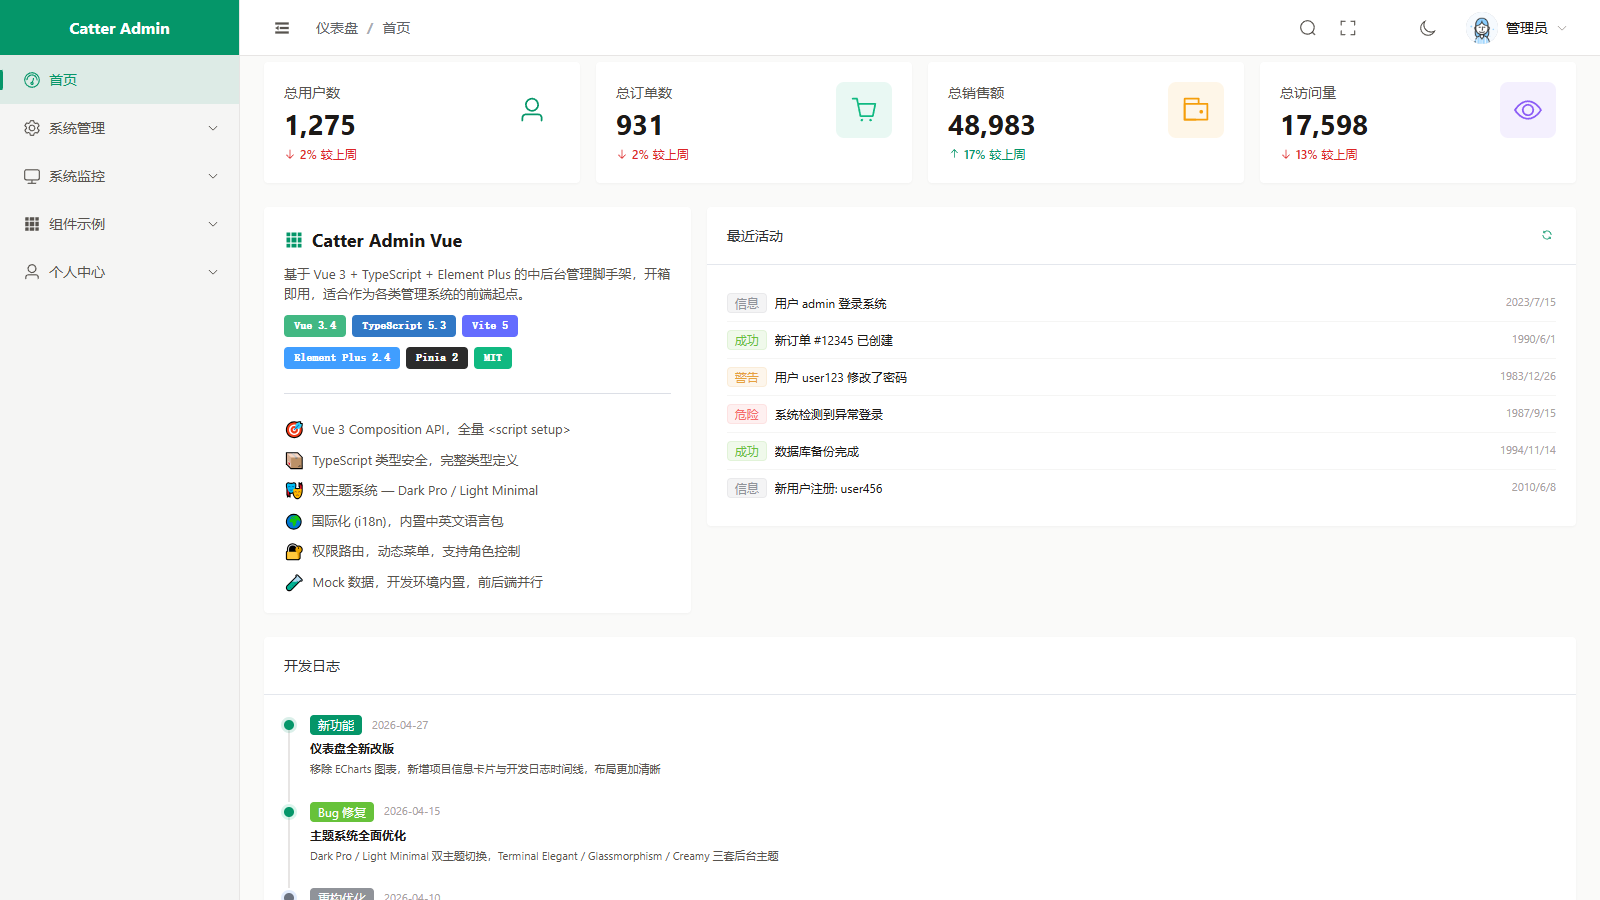 Catter Admin
首页
系统管理
系统监控
组件示例
个人中心
仪表盘 / 首页
管理员
总用户数
1,275
2% 较上周
总订单数
931
2% 较上周
总销售额
48,983
17% 较上周
总访问量
17,598
13% 较上周
Catter Admin Vue
基于 Vue 3 + TypeScript + Element Plus 的中后台管理脚手架，开箱
即用，适合作为各类管理系统的前端起点。
Vue 3.4 TypeScript 5.3 Vite 5
Element Plus 2.4 Pinia 2 MIT
Vue 3 Composition API，全量 <script setup>
TypeScript 类型安全，完整类型定义
双主题系统 — Dark Pro / Light Minimal
国际化 (i18n)，内置中英文语言包
权限路由，动态菜单，支持角色控制
Mock 数据，开发环境内置，前后端并行
最近活动
信息 用户 admin 登录系统 2023/7/15
成功 新订单 #12345 已创建 1990/6/1
警告 用户 user123 修改了密码 1983/12/26
危险 系统检测到异常登录 1987/9/15
成功 数据库备份完成 1994/11/14
信息 新用户注册: user456 2010/6/8
开发日志
新功能 2026-04-27
仪表盘全新改版
移除 ECharts 图表，新增项目信息卡片与开发日志时间线，布局更加清晰
Bug 修复 2026-04-15
主题系统全面优化
Dark Pro / Light Minimal 双主题切换，Terminal Elegant / Glassmorphism / Creamy 三套后台主题
重构优化 2026-04-10